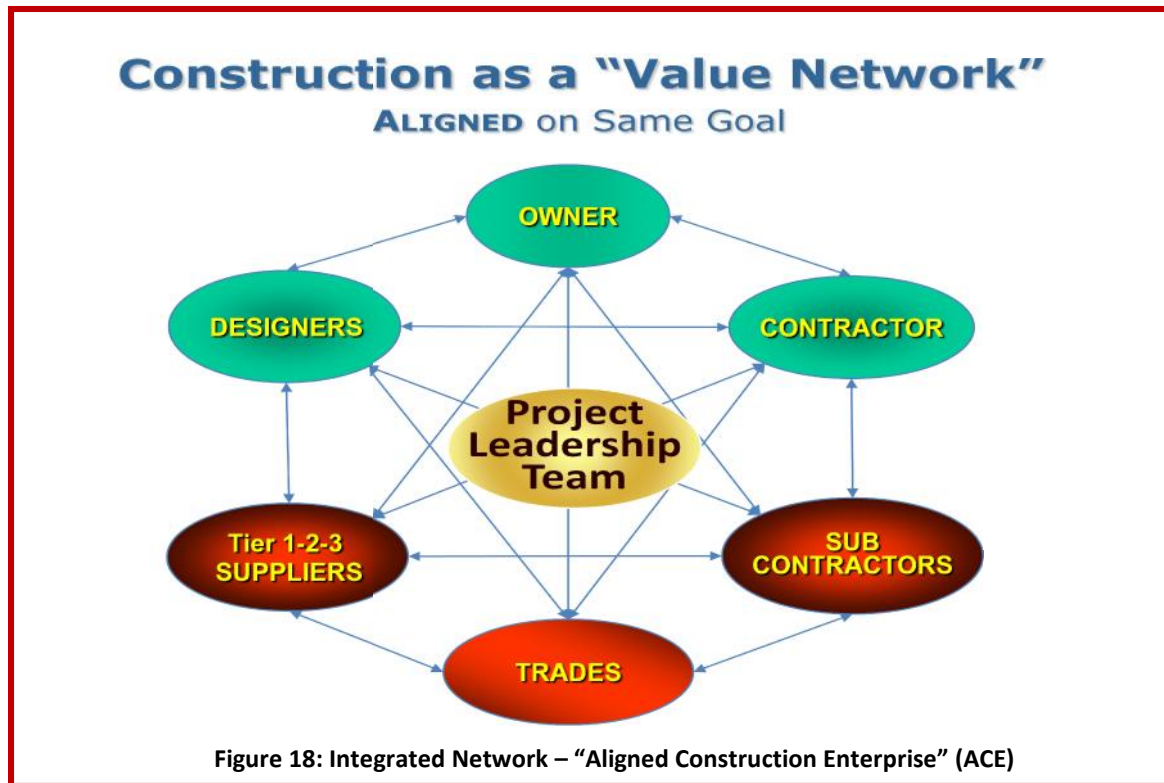 Construction as a “Value Network”
ALIGNED on Same Goal
OWNER
DESIGNERS
CONTRACTOR
Project
Leadership
Team
Tier 1-2-3
SUPPLIERS
SUB
CONTRACTORS
TRADES
Figure 18: Integrated Network – “Aligned Construction Enterprise” (ACE)